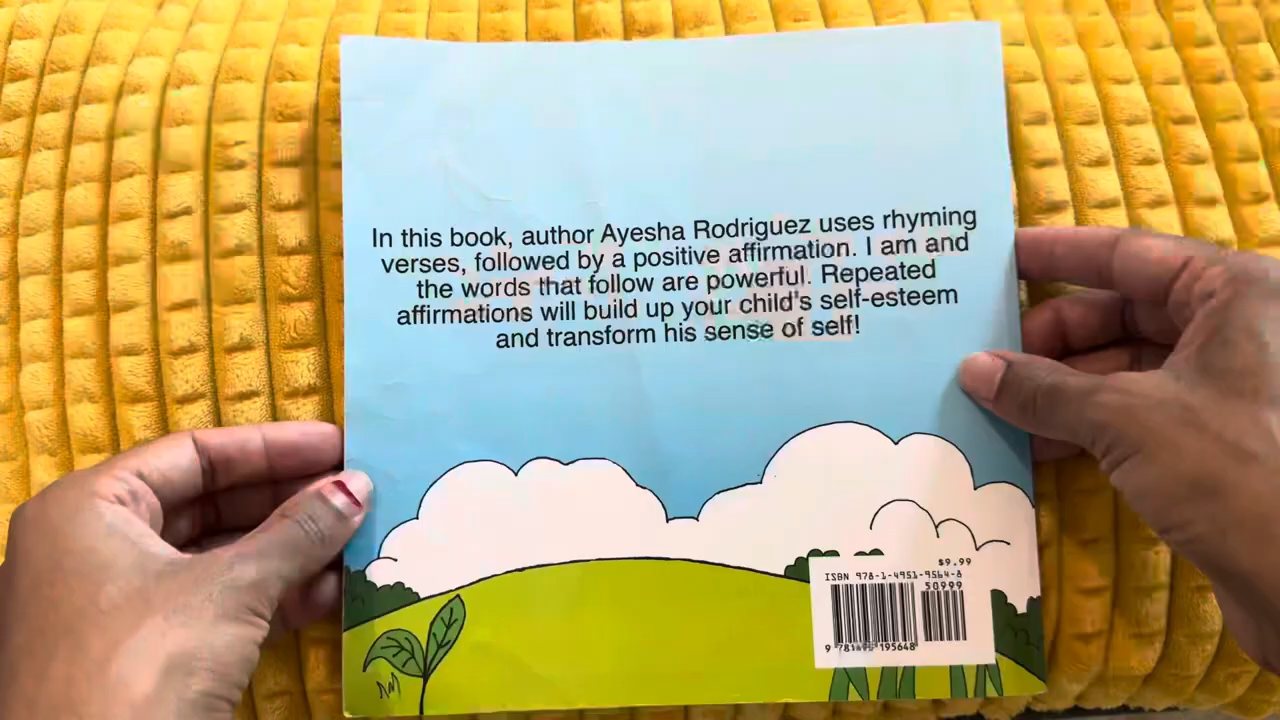 In this book, author Ayesha Rodriguez uses rhyming
verses, followed by a positive affirmation. I am and
the words that follow are powerful. Repeated
affirmations will build up your child's self-esteem
and transform his sense of self!
$9.99
ISBN 978-1-4951-9564-8
50999
9 781495 195648